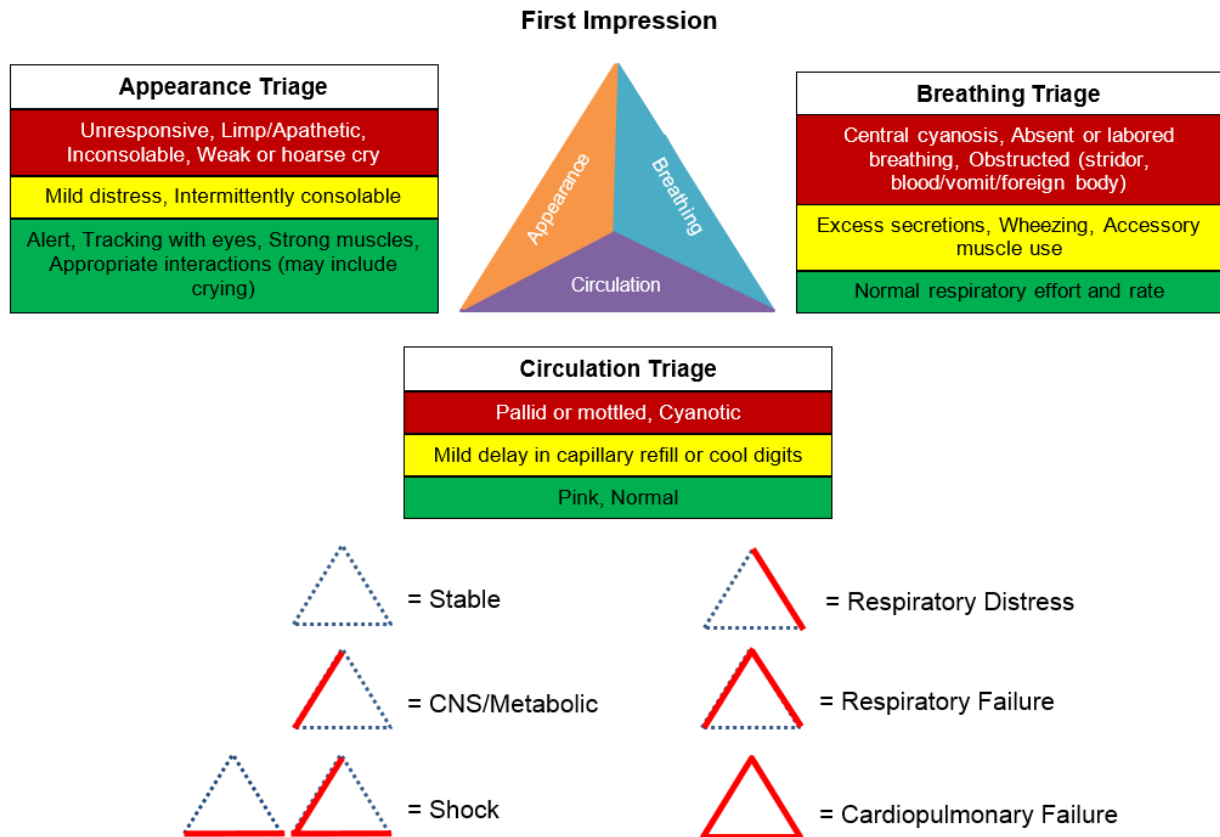 First Impression
Appearance Triage
Unresponsive, Limp/Apathetic,
Inconsolable, Weak or hoarse cry
Mild distress, Intermittently consolable
Alert, Tracking with eyes, Strong muscles,
Appropriate interactions (may include
crying)
Appearance
Breathing
Circulation
Breathing Triage
Central cyanosis, Absent or labored
breathing, Obstructed (stridor,
blood/vomit/foreign body)
Excess secretions, Wheezing, Accessory
muscle use
Normal respiratory effort and rate
Circulation Triage
Pallid or mottled, Cyanotic
Mild delay in capillary refill or cool digits
Pink, Normal
= Stable
= Respiratory Distress
= CNS/Metabolic
= Respiratory Failure
= Shock
= Cardiopulmonary Failure